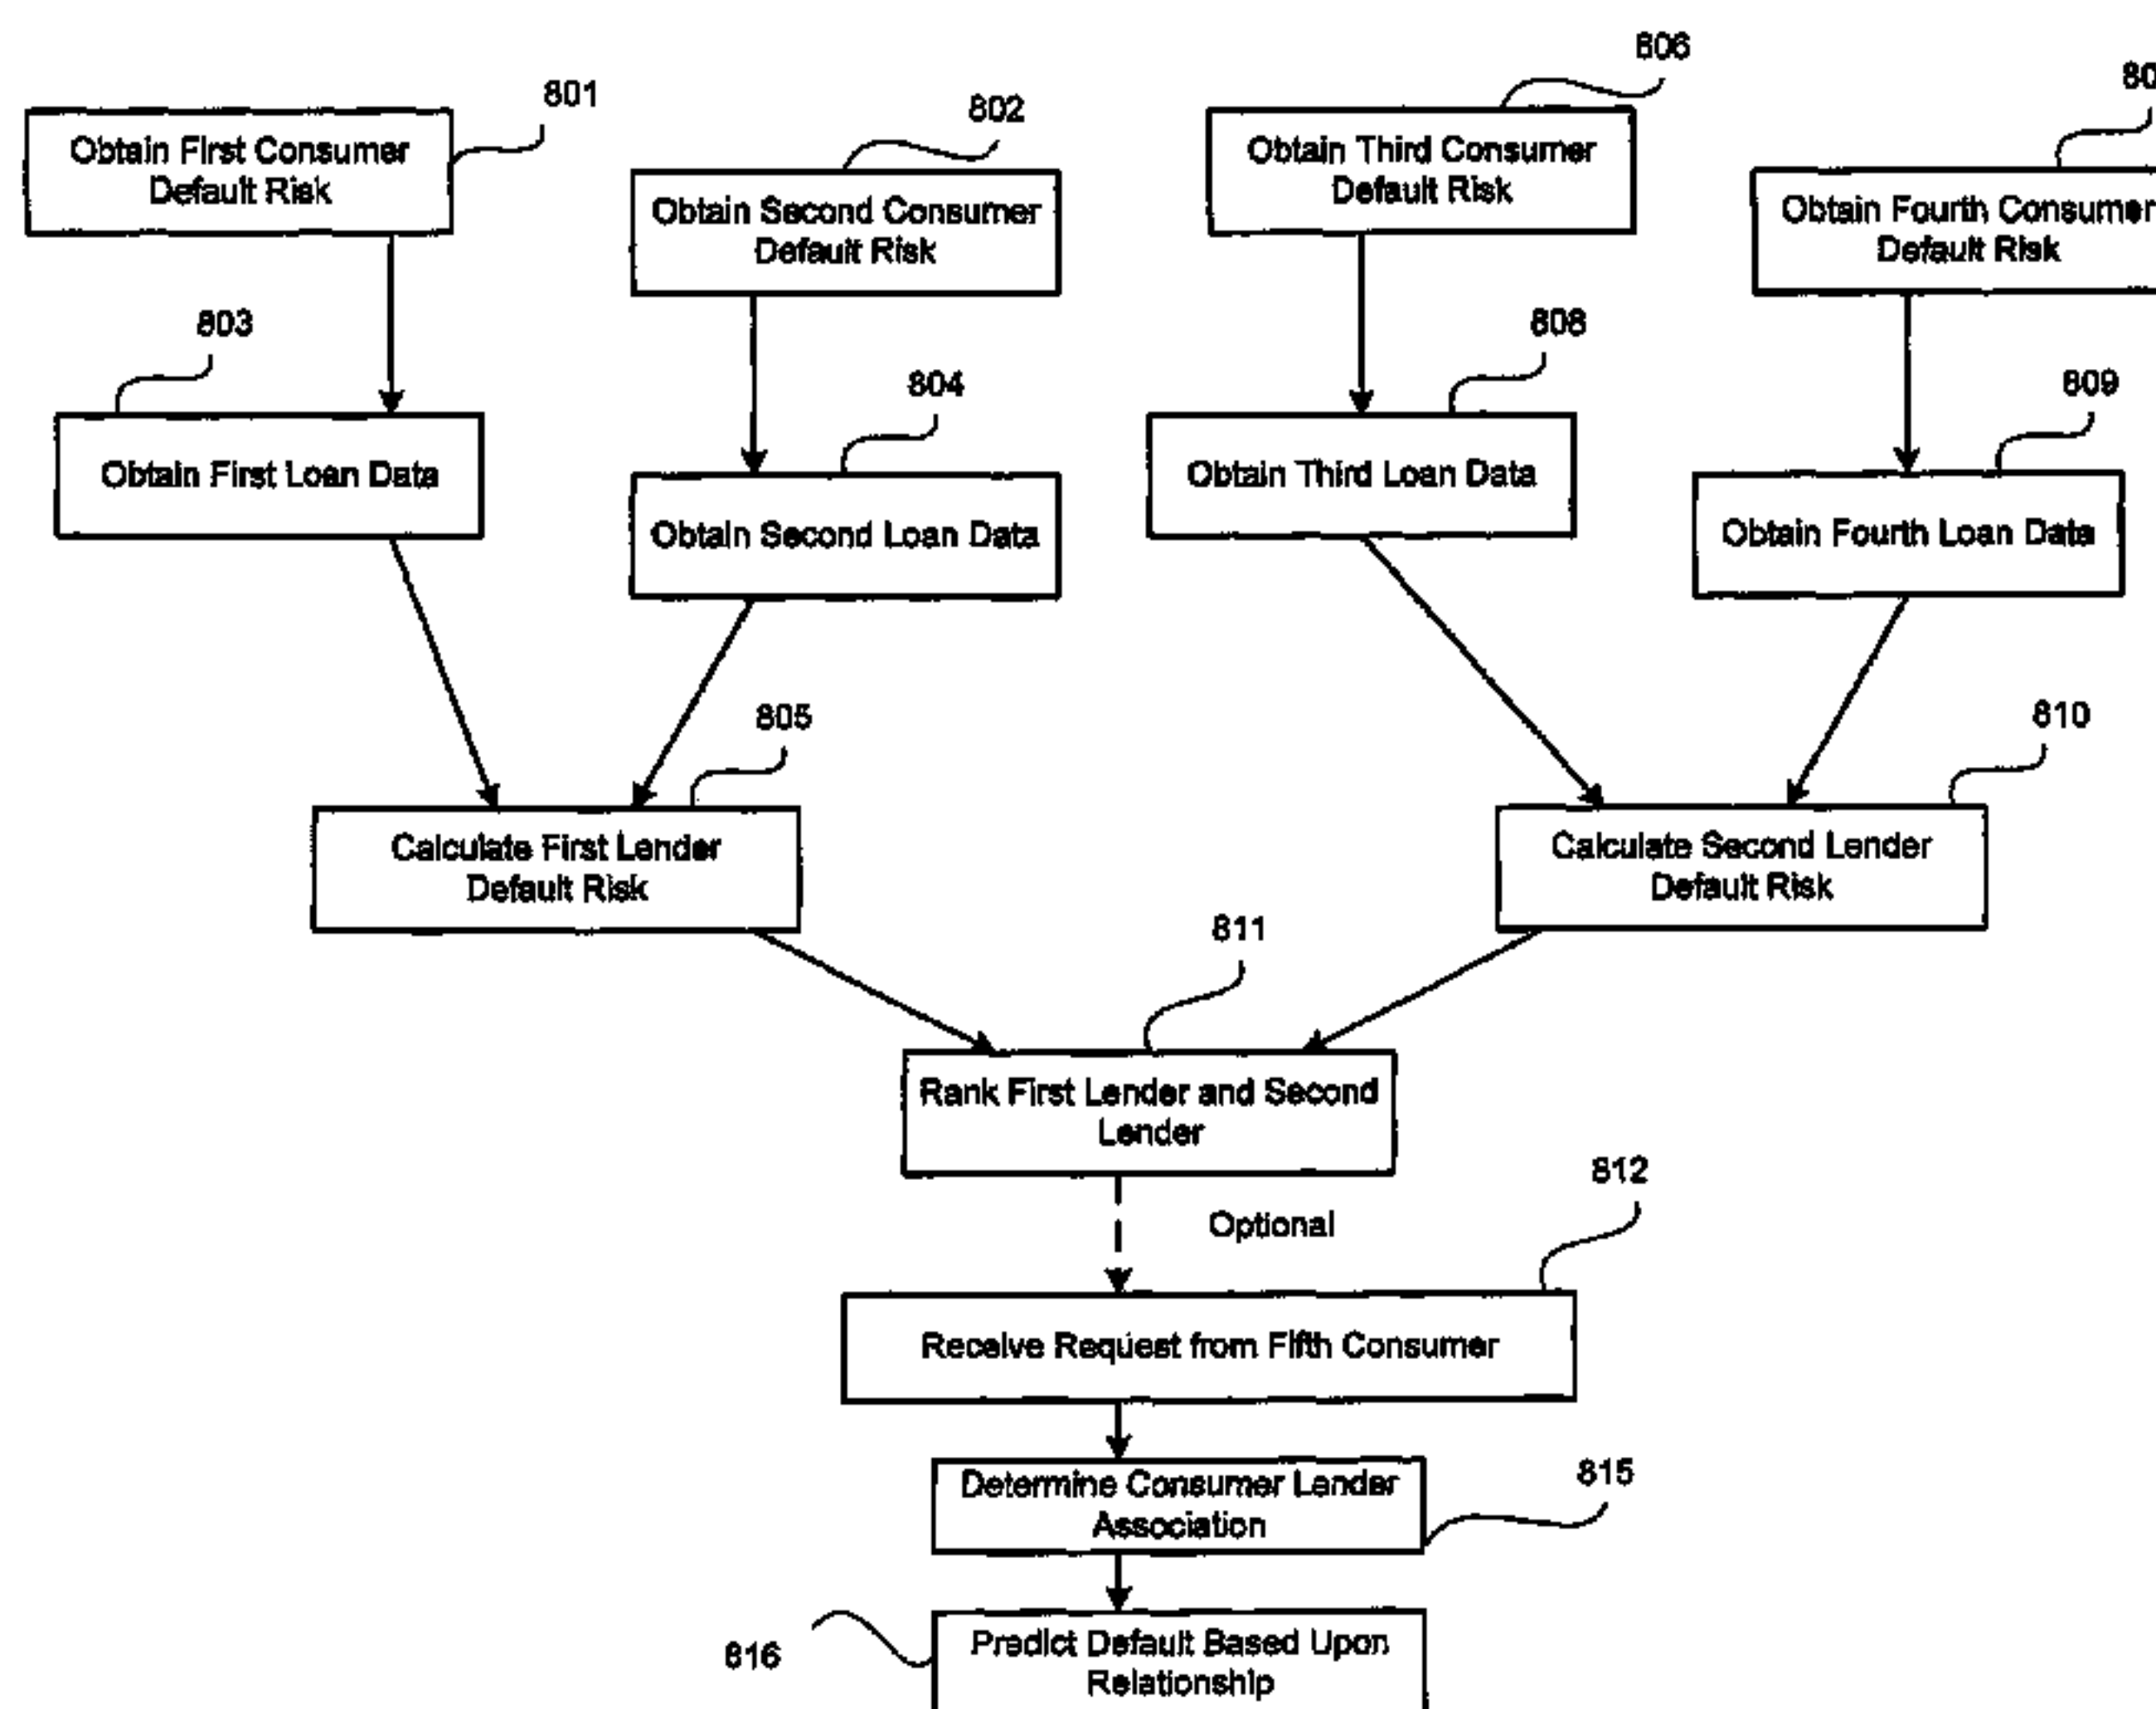 801
Obtain First Consumer
Default Risk
802
Obtain Second Consumer
Default Risk
806
Obtain Third Consumer
Default Risk
Obtain Fourth Consumer
Default Risk
803
Obtain First Loan Data
804
Obtain Second Loan Data
808
Obtain Third Loan Data
809
Obtain Fourth Loan Data
805
Calculate First Lender
Default Risk
810
Calculate Second Lender
Default Risk
811
Rank First Lender and Second
Lender
Optional
812
Receive Request from Fifth Consumer
815
Determine Consumer Lender
Association
816
Predict Default Based Upon
Relationship